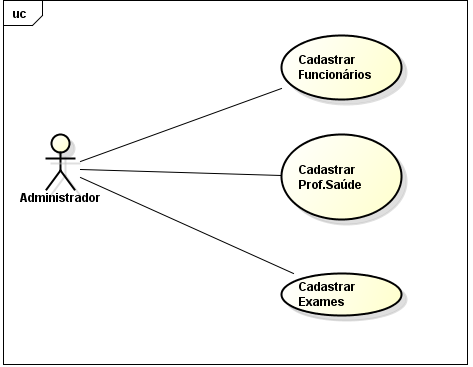 uc
Cadastrar
Funcionários
Cadastrar
Prof.Saúde
Administrador
Cadastrar
Exames